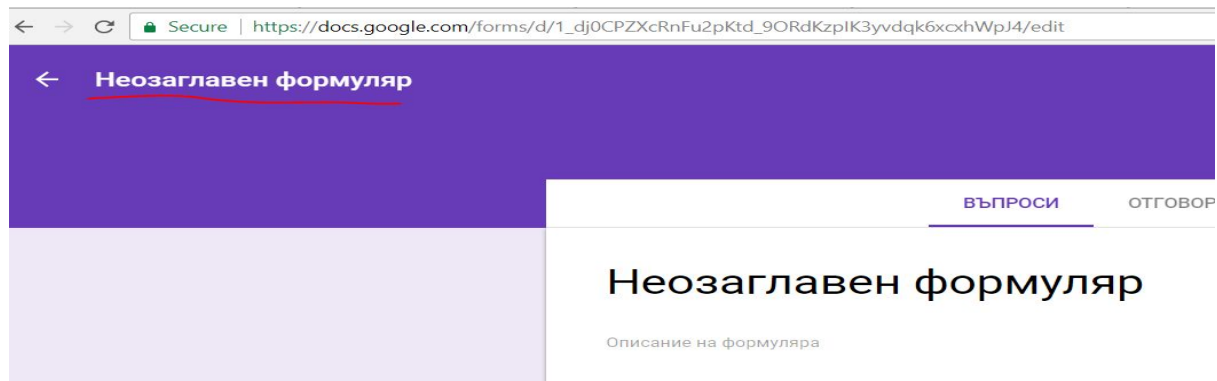 Secure | https://docs.google.com/forms/d/1_dj0CPZXcRnFu2pKtd_9ORdKzpIK3yvdqk6xcxhWpJ4/edit
Неозаглавен формуляр
ВЪПРОСИ ОТГОВОР
Неозаглавен формуляр
Описание на формуляра